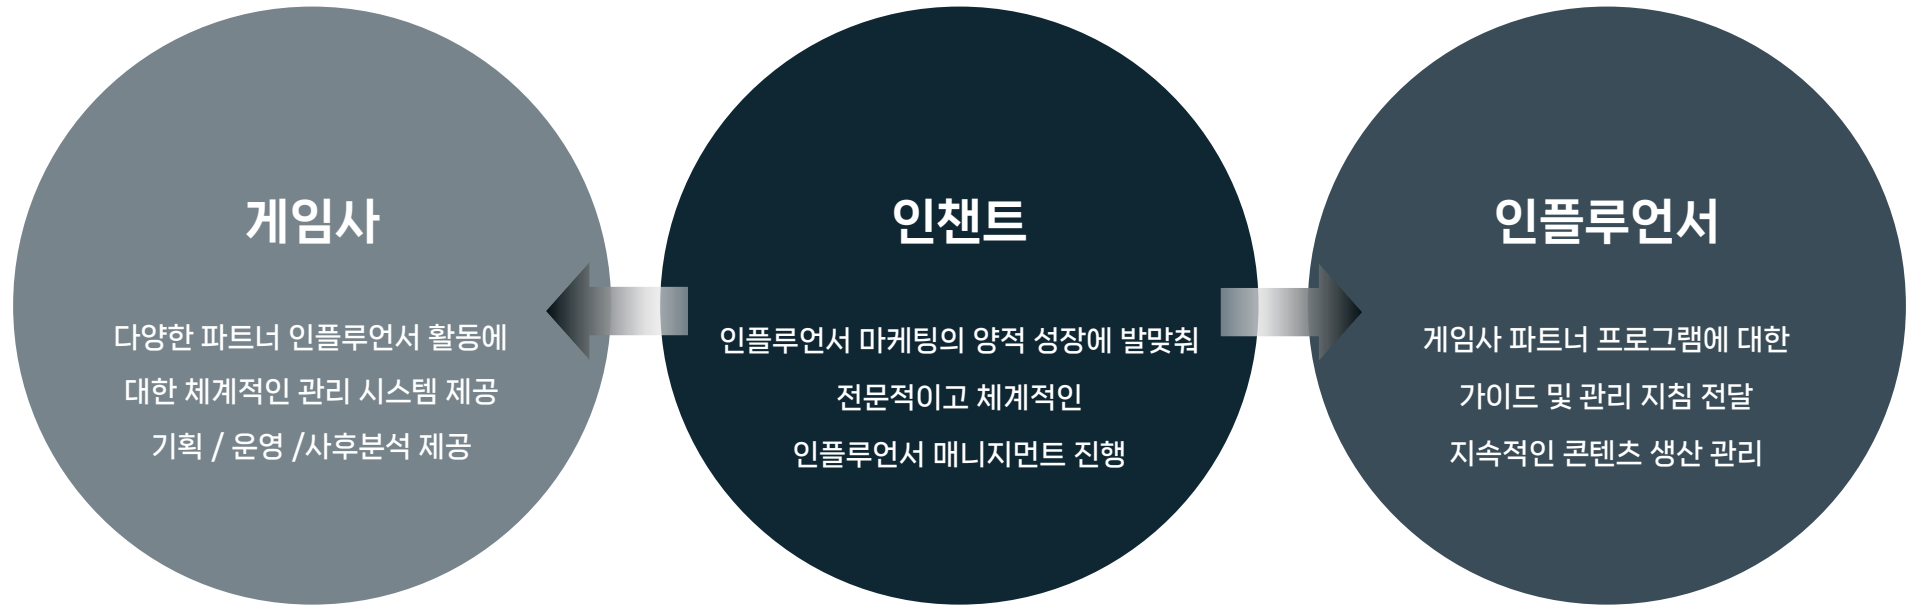 게임사
다양한 파트너 인플루언서 활동에
대한 체계적인 관리 시스템 제공
기획 / 운영 /사후분석 제공
인챈트
인플루언서 마케팅의 양적 성장에 발맞춰
전문적이고 체계적인
인플루언서 매니지먼트 진행
인플루언서
게임사 파트너 프로그램에 대한
가이드 및 관리 지침 전달
지속적인 콘텐츠 생산 관리